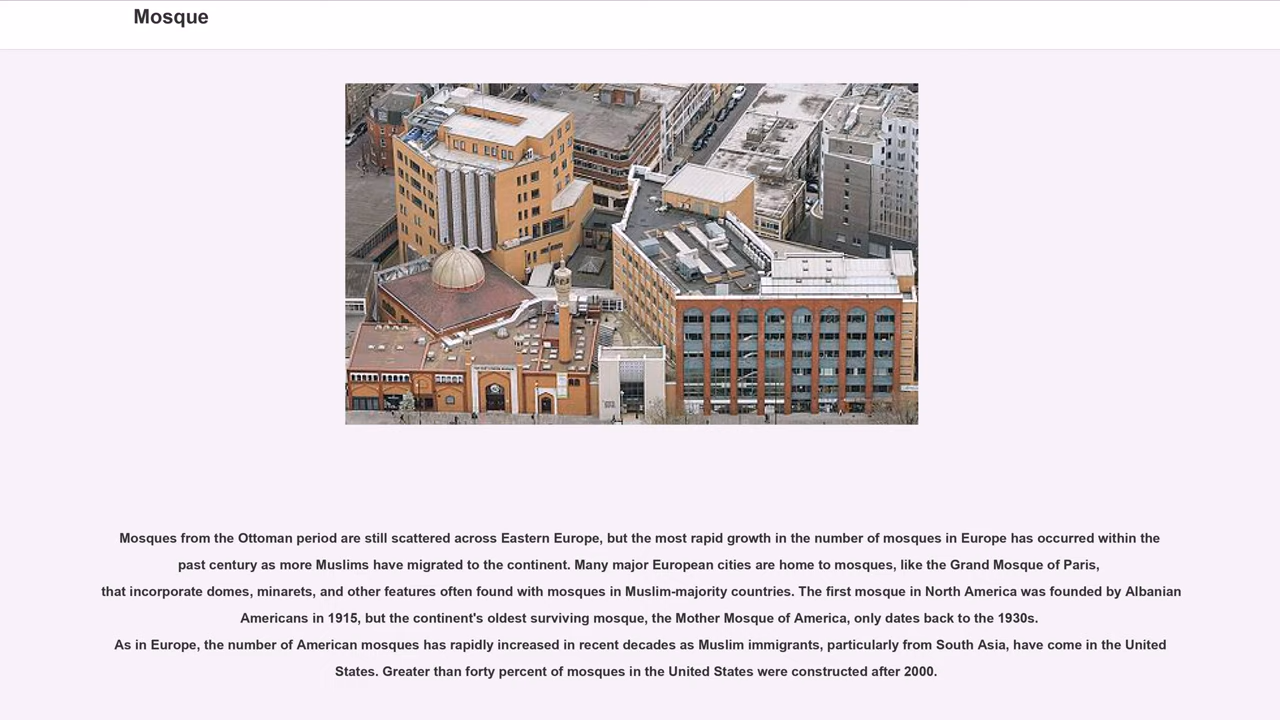 Mosque
Mosques from the Ottoman period are still scattered across Eastern Europe, but the most rapid growth in the number of mosques in Europe has occurred within the
past century as more Muslims have migrated to the continent. Many major European cities are home to mosques, like the Grand Mosque of Paris,
that incorporate domes, minarets, and other features often found with mosques in Muslim-majority countries. The first mosque in North America was founded by Albanian
Americans in 1915, but the continent's oldest surviving mosque, the Mother Mosque of America, only dates back to the 1930s.
As in Europe, the number of American mosques has rapidly increased in recent decades as Muslim immigrants, particularly from South Asia, have come in the United
States. Greater than forty percent of mosques in the United States were constructed after 2000.